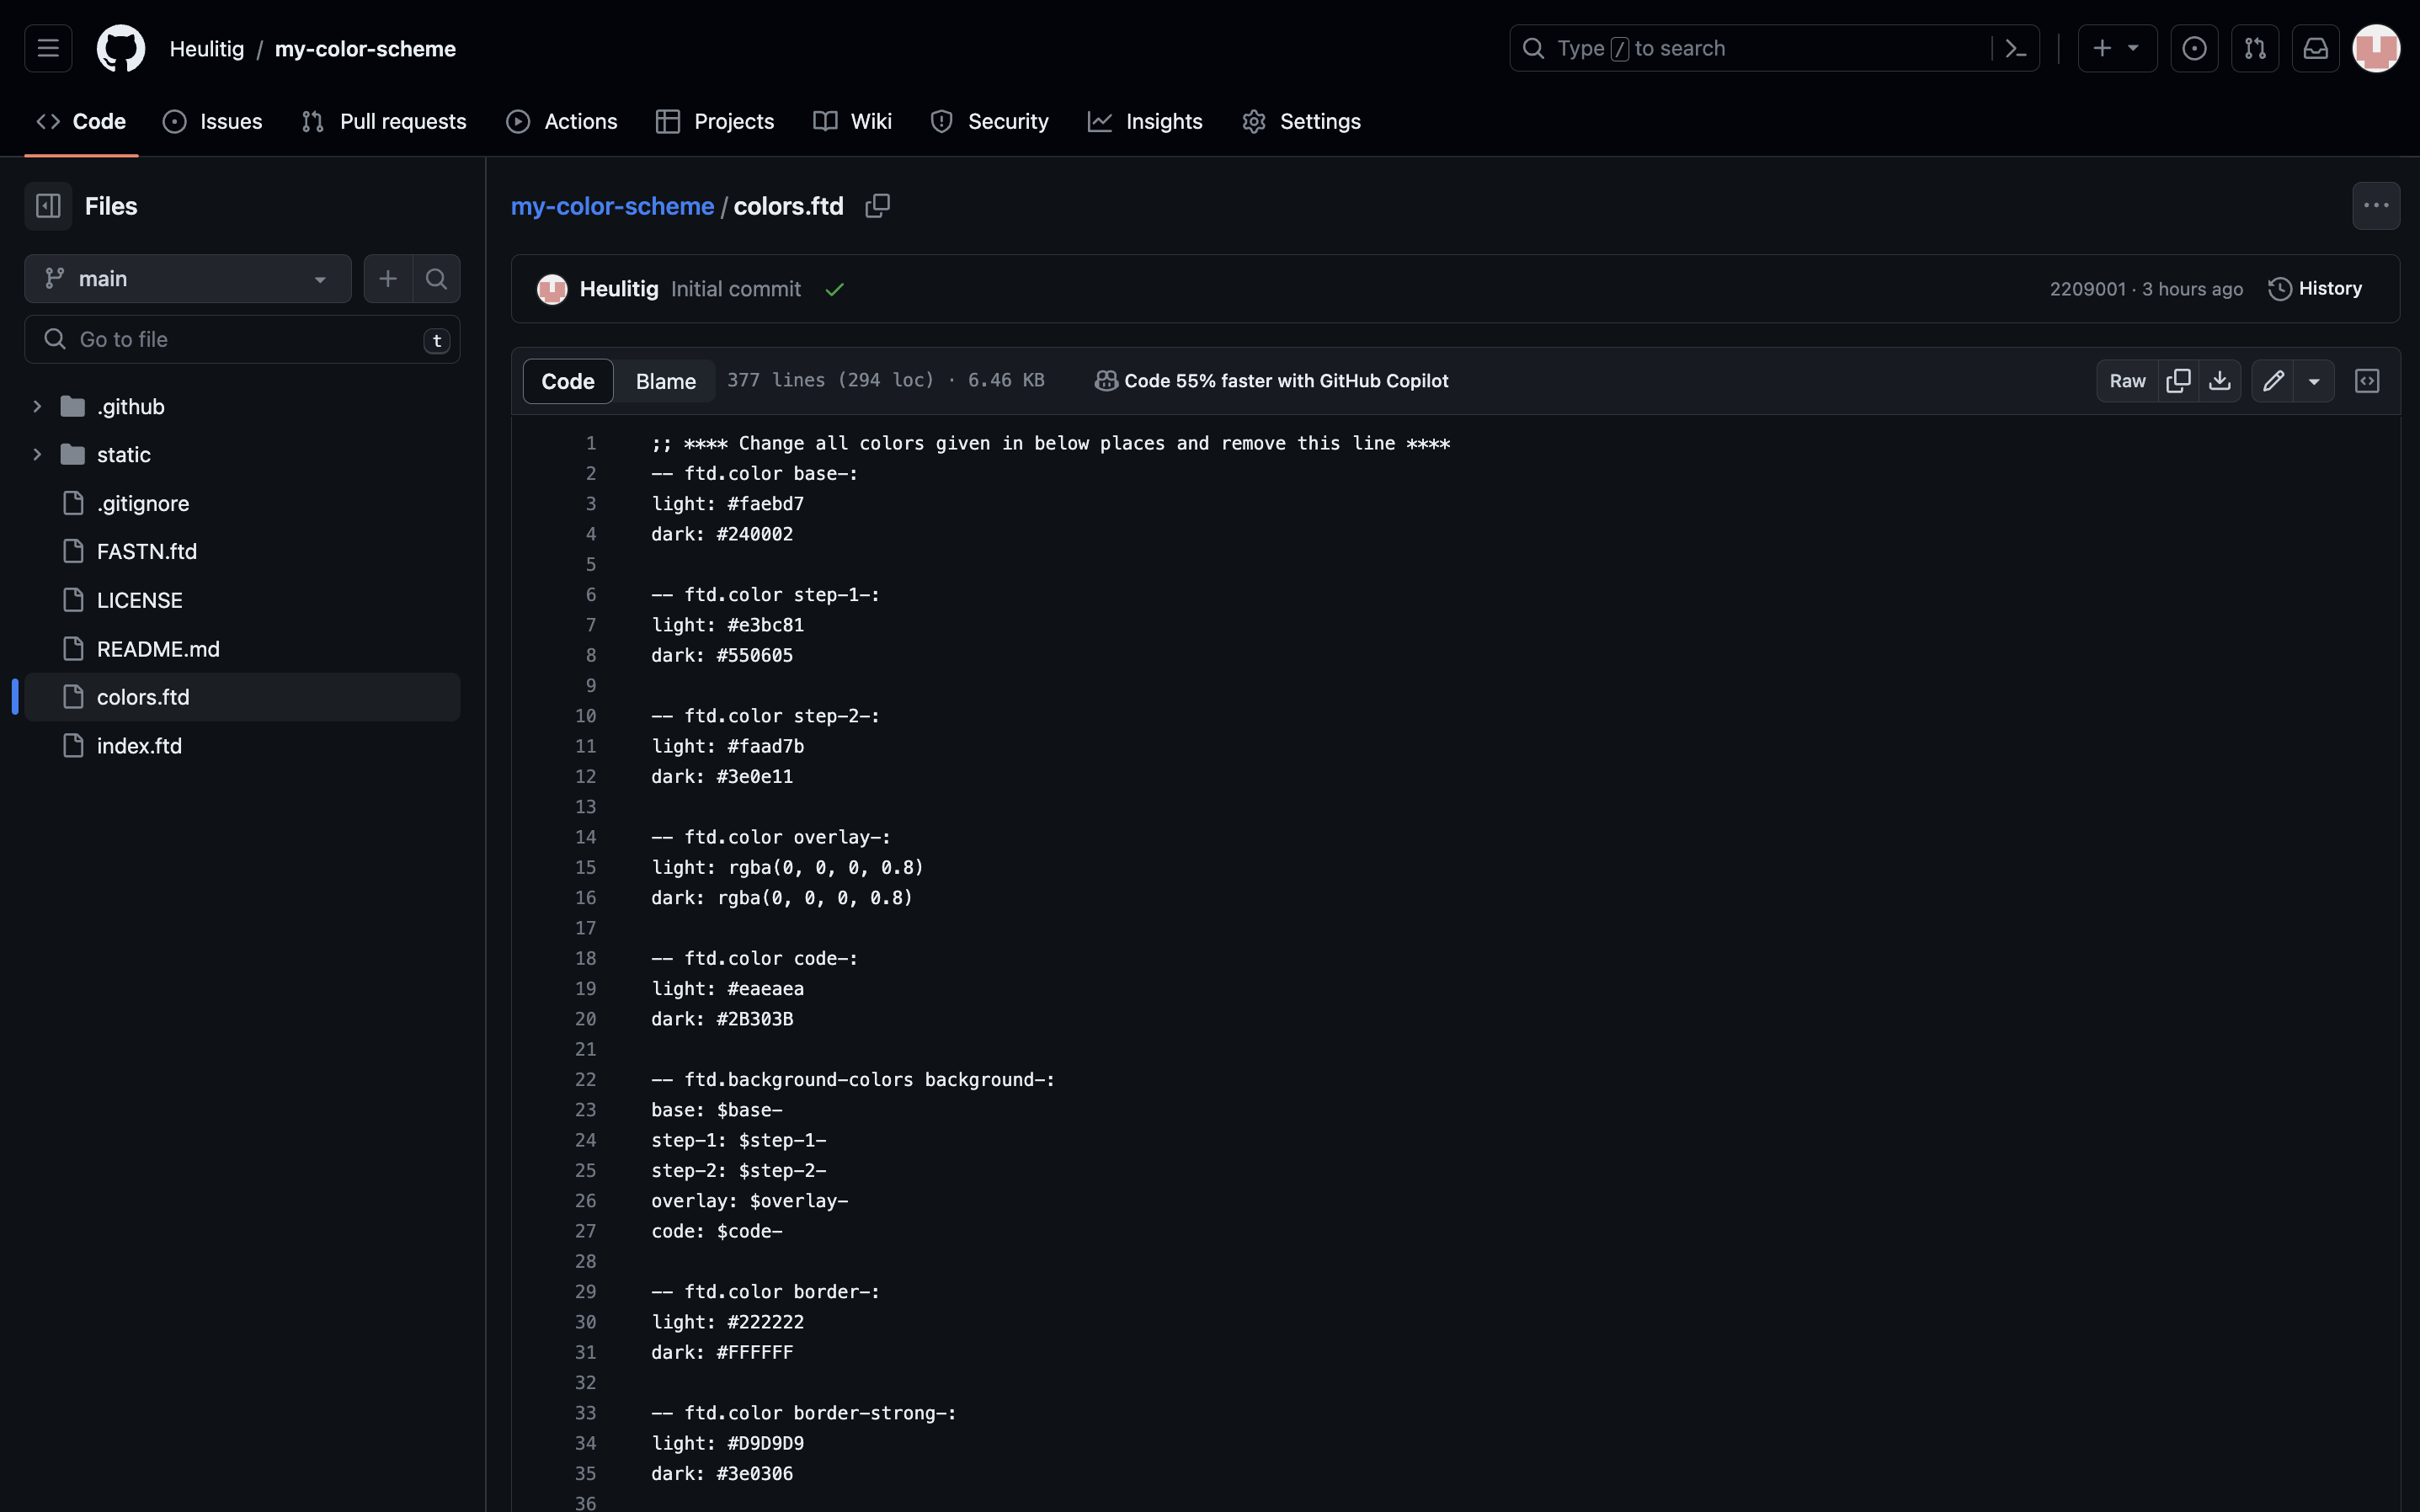 Heulitig / my-color-scheme
Type / to search
Code Issues Pull requests Actions Projects Wiki Security Insights Settings
Files
main
Go to file t
.github
static
.gitignore
FASTN.ftd
LICENSE
README.md
colors.ftd
index.ftd
my-color-scheme / colors.ftd
Heulitig Initial commit
2209001 · 3 hours ago History
Code Blame 377 lines (294 loc) · 6.46 KB Code 55% faster with GitHub Copilot
Raw
1 ;; **** Change all colors given in below places and remove this line ****
2 -- ftd.color base-:
3 light: #faebd7
4 dark: #240002
5
6 -- ftd.color step-1-:
7 light: #e3bc81
8 dark: #550605
9
10 -- ftd.color step-2-:
11 light: #faad7b
12 dark: #3e0e11
13
14 -- ftd.color overlay-:
15 light: rgba(0, 0, 0, 0.8)
16 dark: rgba(0, 0, 0, 0.8)
17
18 -- ftd.color code-:
19 light: #eaeaea
20 dark: #2B303B
21
22 -- ftd.background-colors background-:
23 base: $base-
24 step-1: $step-1-
25 step-2: $step-2-
26 overlay: $overlay-
27 code: $code-
28
29 -- ftd.color border-:
30 light: #222222
31 dark: #FFFFFF
32
33 -- ftd.color border-strong-:
34 light: #D9D9D9
35 dark: #3e0306
36